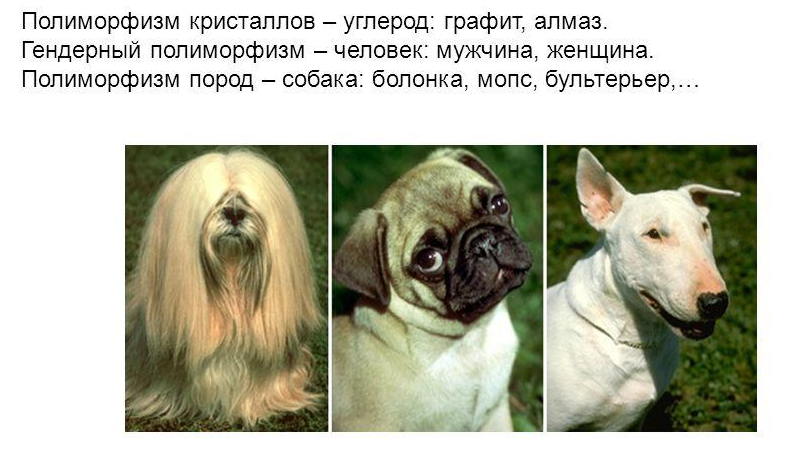 Полиморфизм кристаллов – углерод: графит, алмаз.
Гендерный полиморфизм – человек: мужчина, женщина.
Полиморфизм пород – собака: болонка, мопс, бультерьер,…